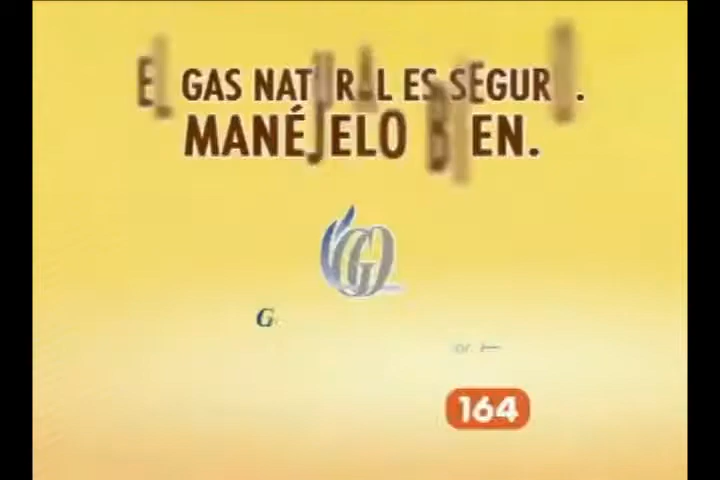 EL GAS NATURAL ES SEGURO.
MANÉJELO BIEN.
G
164